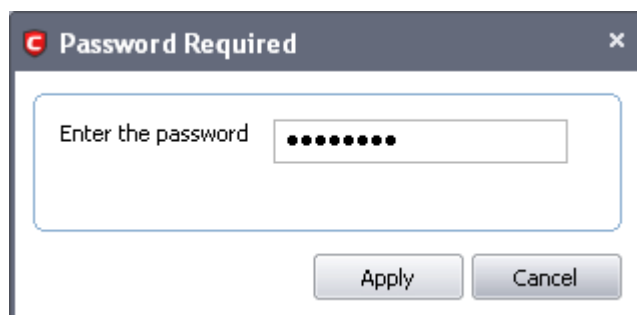 Password Required
Enter the password ••••••••
Apply Cancel